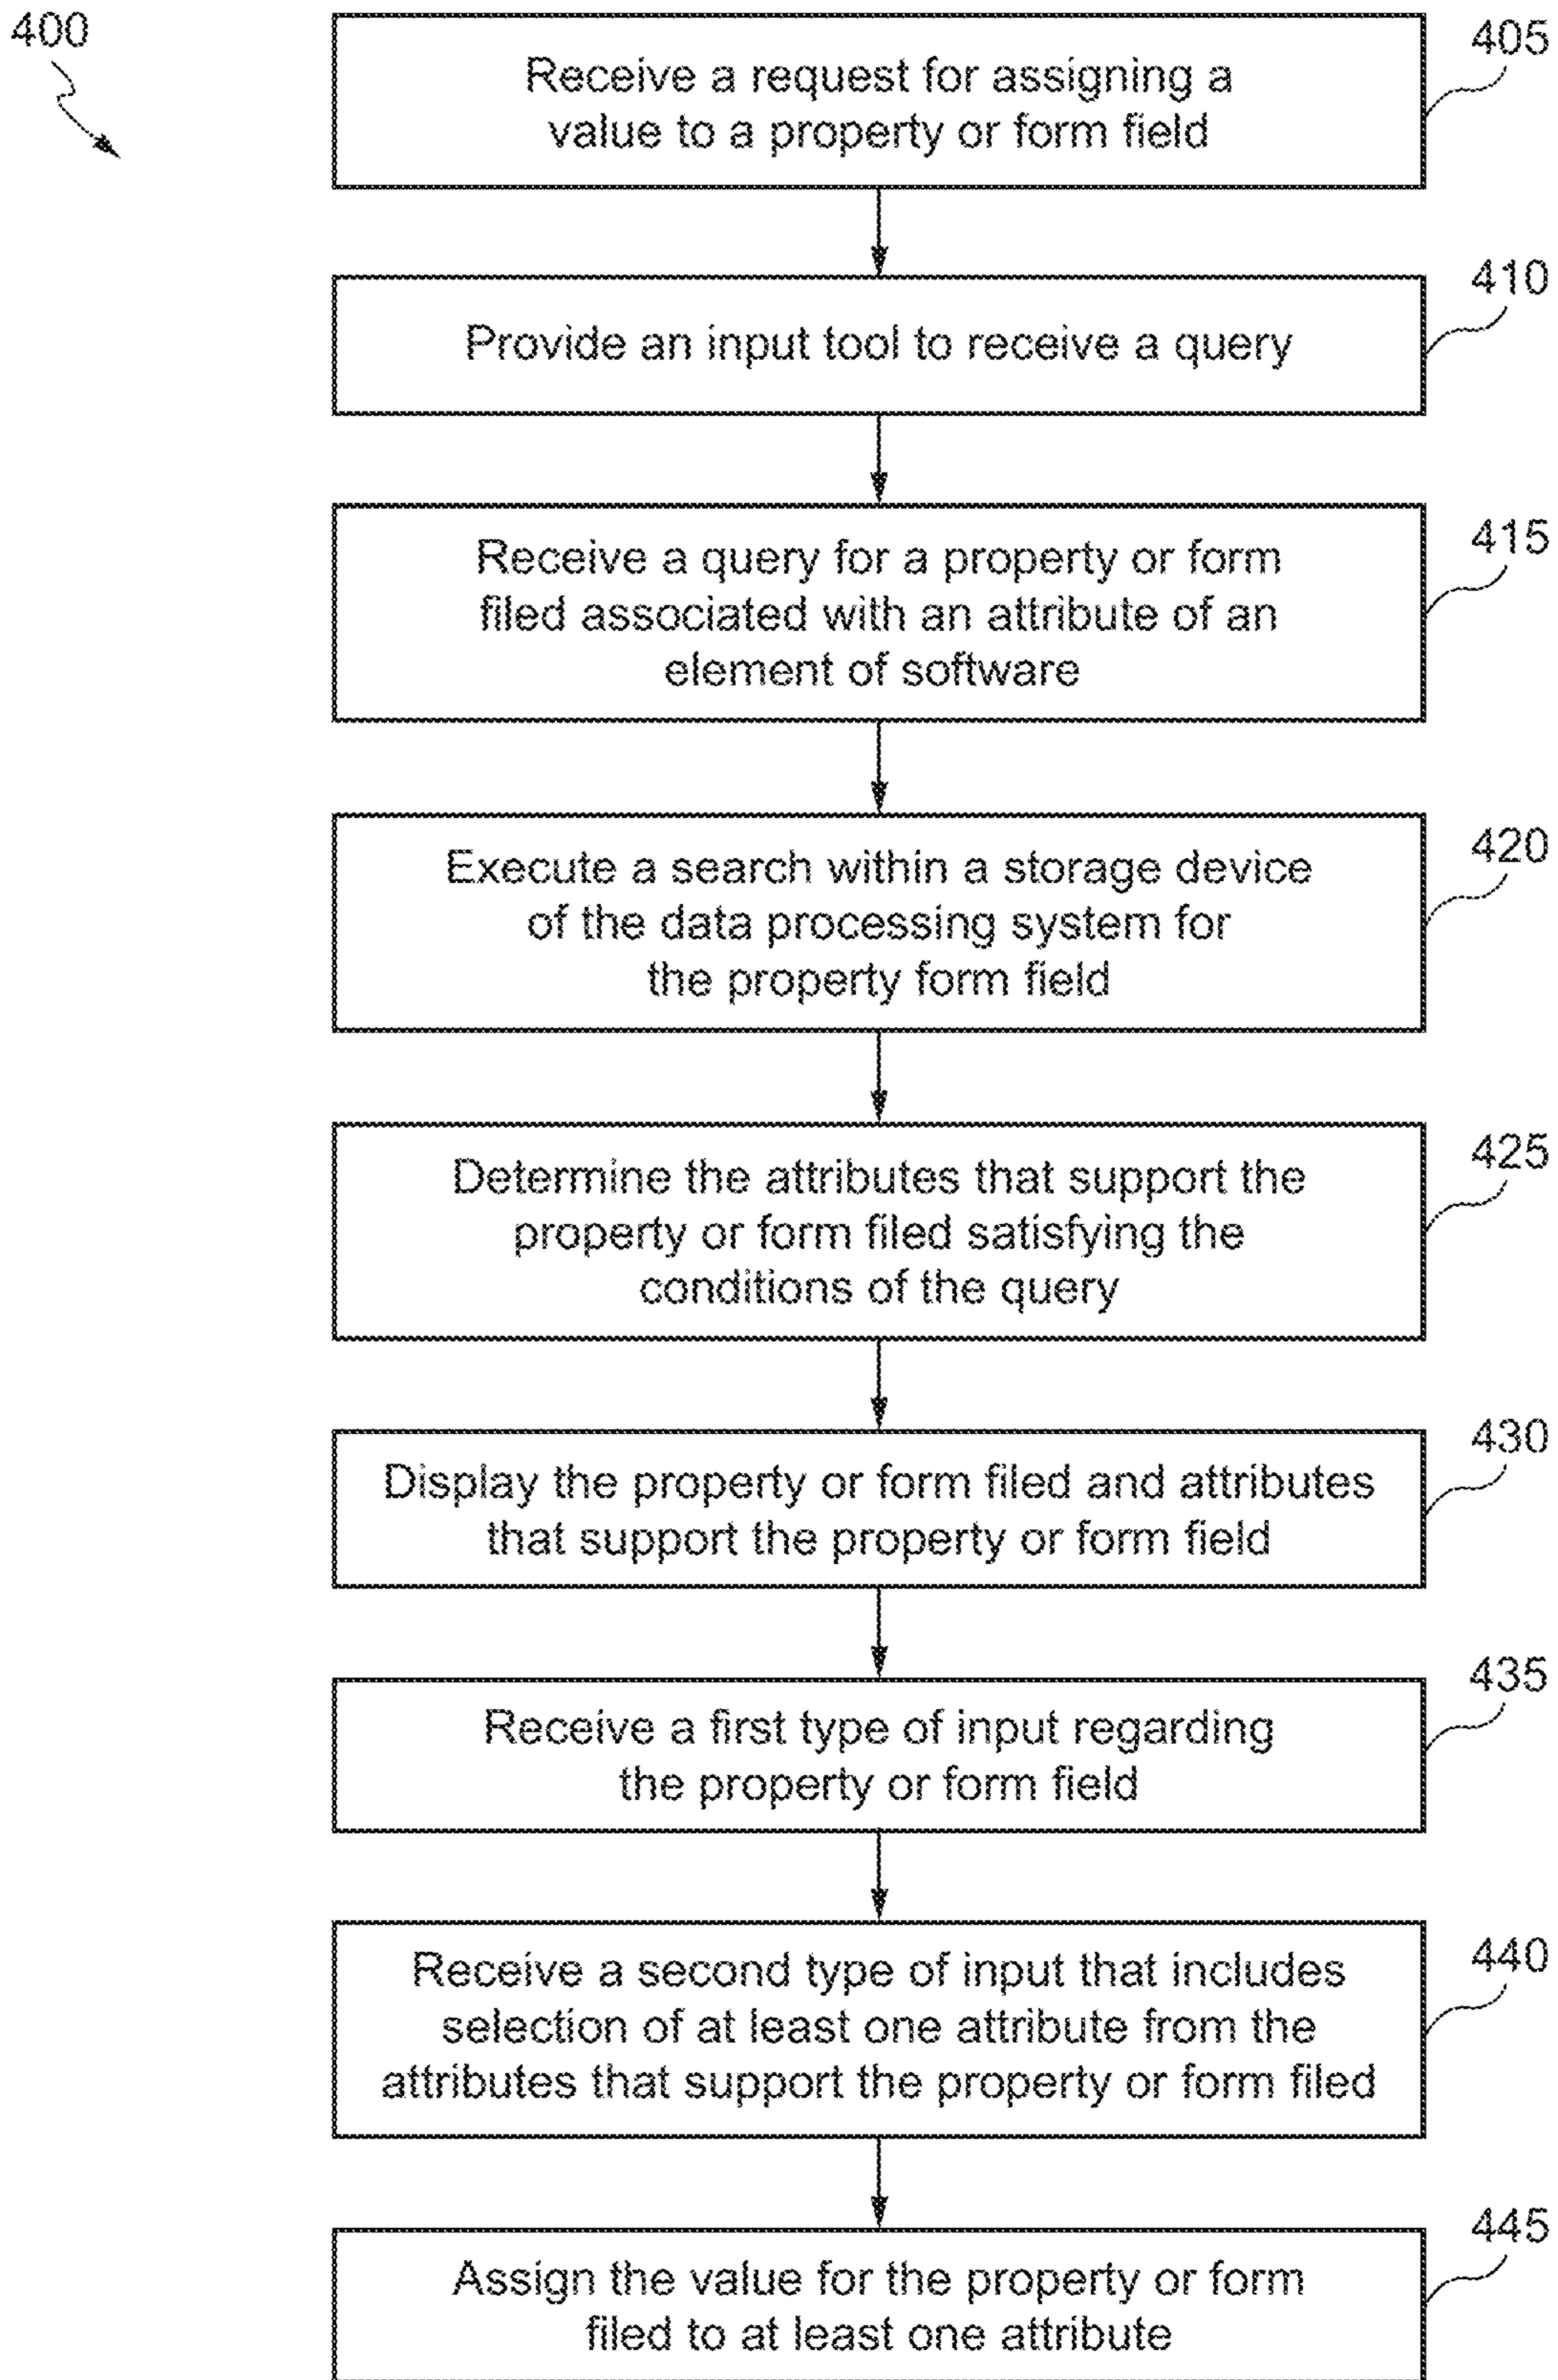 400
405
Receive a request for assigning a
value to a property or form field
410
Provide an input tool to receive a query
415
Receive a query for a property or form
filed associated with an attribute of an
element of software
420
Execute a search within a storage device
of the data processing system for
the property form field
425
Determine the attributes that support the
property or form filed satisfying the
conditions of the query
430
Display the property or form filed and attributes
that support the property or form field
435
Receive a first type of input regarding
the property or form field
440
Receive a second type of input that includes
selection of at least one attribute from the
attributes that support the property or form filed
445
Assign the value for the property or form
filed to at least one attribute